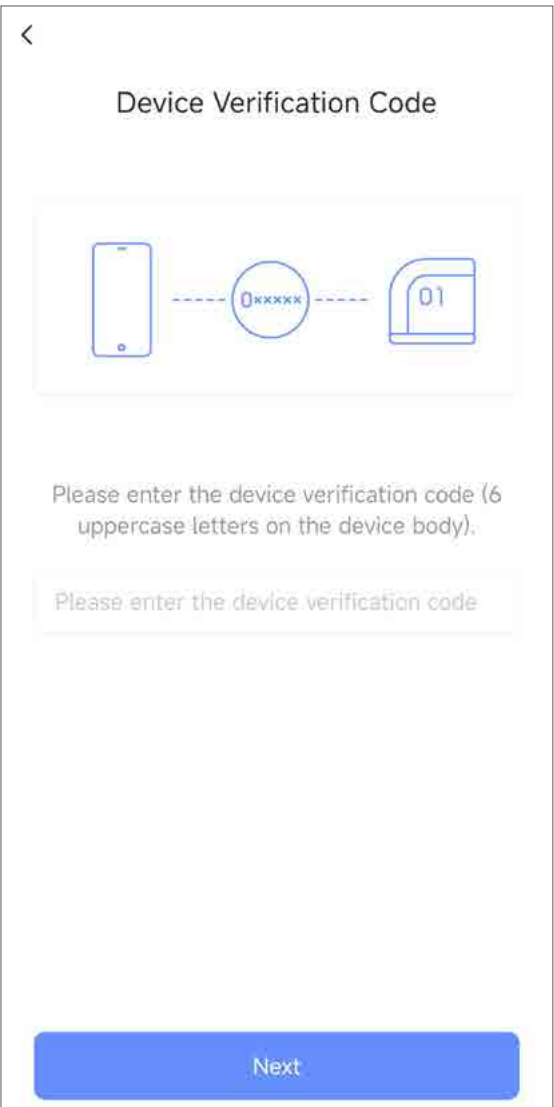 Device Verification Code
0×××××
01
Please enter the device verification code (6
uppercase letters on the device body).
Please enter the device verification code
Next